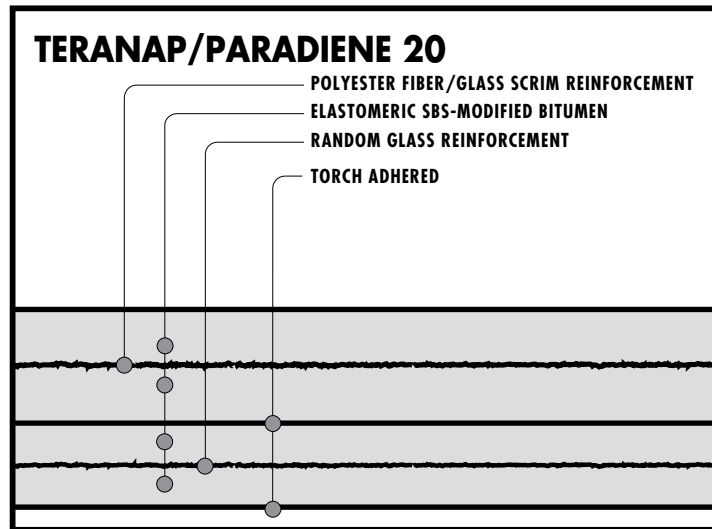 TERANAP/PARADIENE 20
POLYESTER FIBER/GLASS SCRIM REINFORCEMENT
ELASTOMERIC SBS-MODIFIED BITUMEN
RANDOM GLASS REINFORCEMENT
TORCH ADHERED